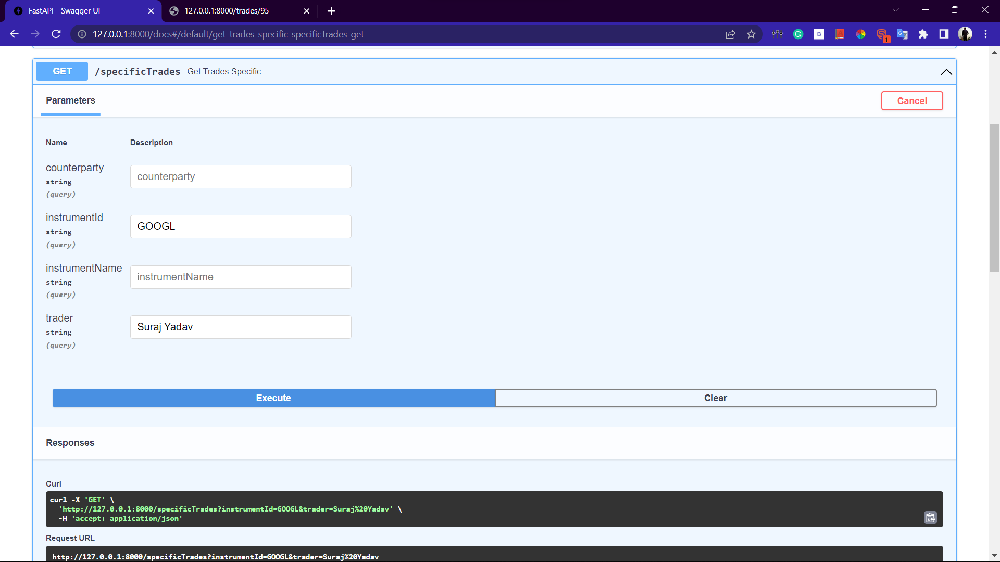 FastAPI - Swagger UI
127.0.0.1:8000/trades/95
127.0.0.1:8000/docs#/default/get_trades_specific_specificTrades_get
B
1
GET /specificTrades Get Trades Specific
Parameters
Cancel
Name Description
counterparty
string
(query)
counterparty
instrumentId
string
(query)
GOOGL
instrumentName
string
(query)
instrumentName
trader
string
(query)
Suraj Yadav
Execute
Clear
Responses
Curl
curl -X 'GET' \
'http://127.0.0.1:8000/specificTrades?instrumentId=GOOGL&trader=Suraj%20Yadav' \
-H 'accept: application/json'
Request URL
http://127.0.0.1:8000/specificTrades?instrumentId=GOOGL&trader=Suraj%20Yadav